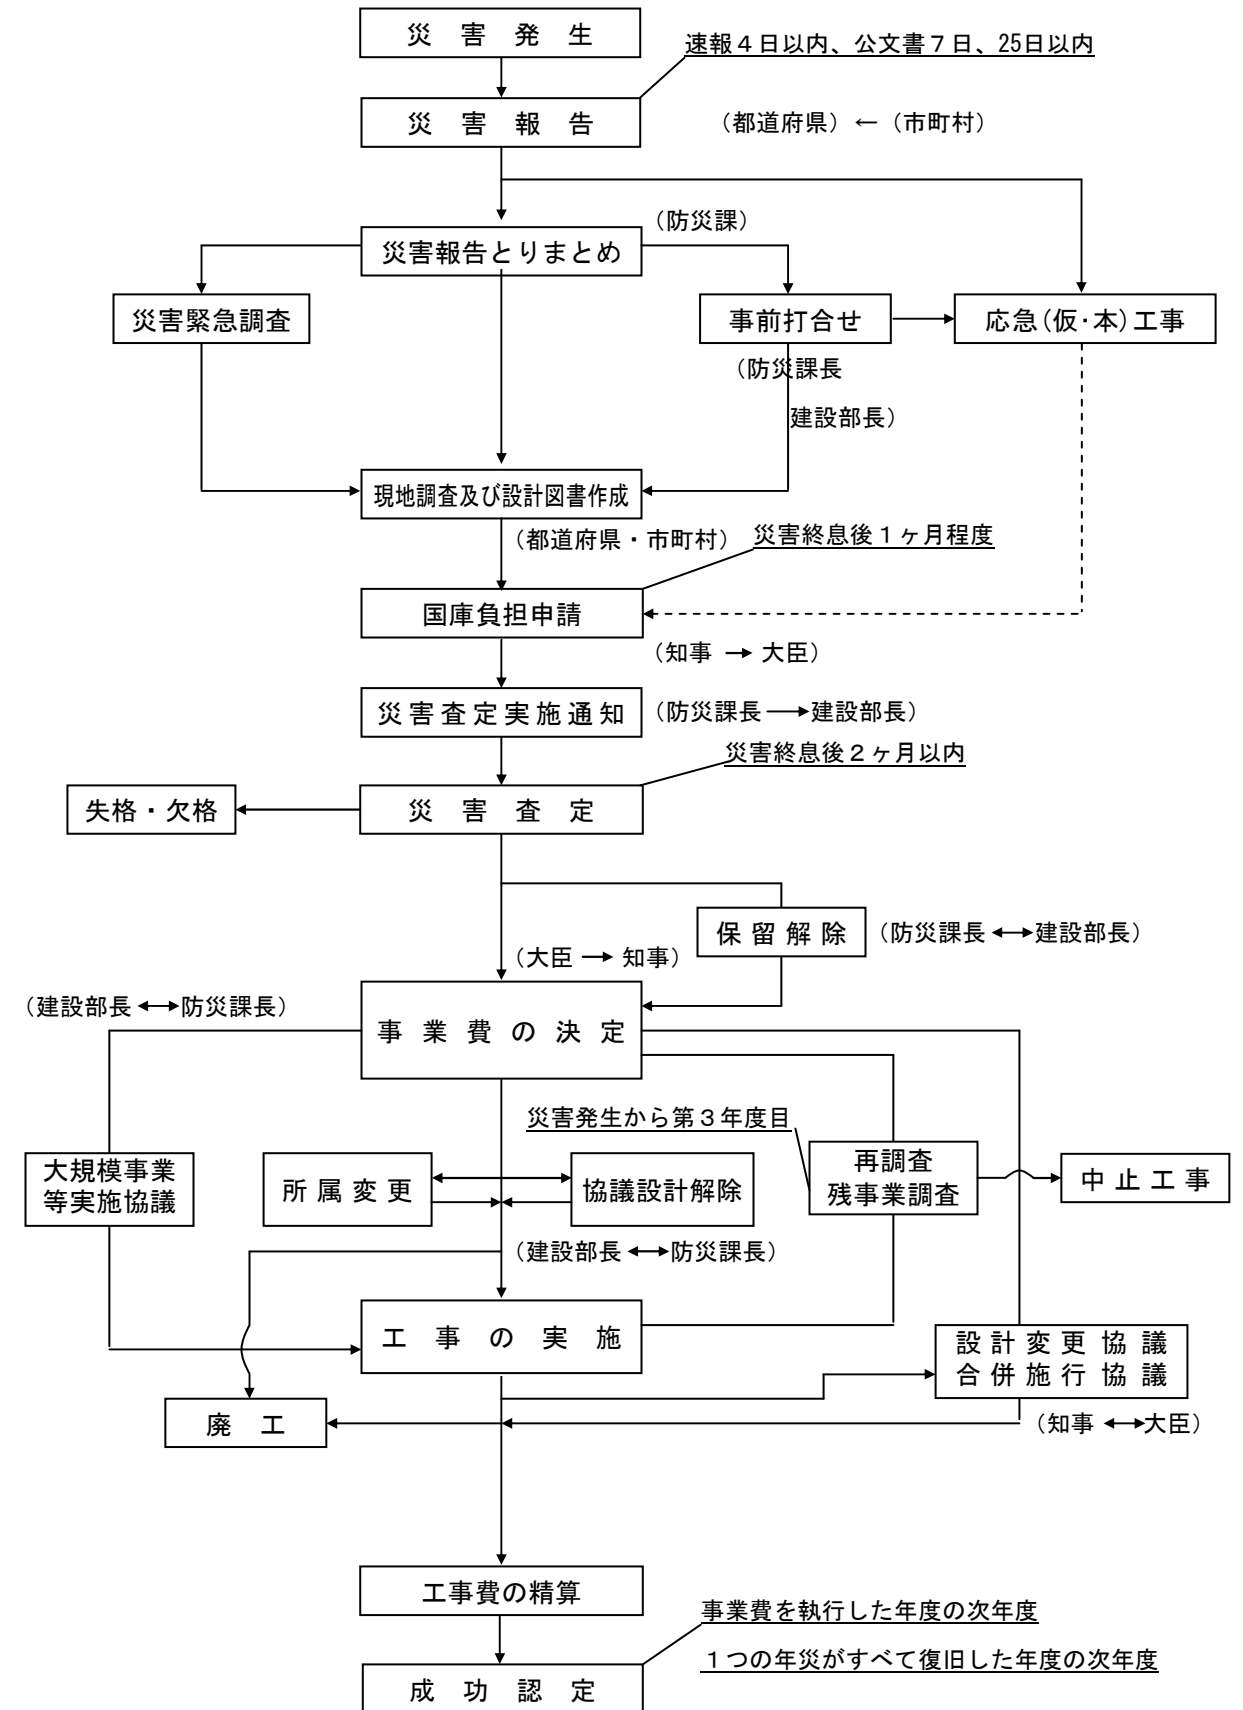 災害発生
速報４日以内、公文書７日、25日以内
災害報告
（都道府県）←（市町村）
（防災課）
災害報告とりまとめ
災害緊急調査
事前打合せ
応急(仮･本)工事
（防災課長
建設部長）
現地調査及び設計図書作成
（都道府県・市町村）
災害終息後１ヶ月程度
国庫負担申請
（知事 → 大臣）
災害査定実施通知
（防災課長 → 建設部長）
災害終息後２ヶ月以内
失格・欠格
災害査定
保留解除
（防災課長 ↔ 建設部長）
（大臣 → 知事）
（建設部長 ↔ 防災課長）
事業費の決定
災害発生から第３年度目
大規模事業
等実施協議
所属変更
協議設計解除
再調査
残事業調査
中止工事
（建設部長 ↔ 防災課長）
工事の実施
設計変更協議
合併施行協議
廃工
（知事 ↔ 大臣）
工事費の精算
事業費を執行した年度の次年度
１つの年災がすべて復旧した年度の次年度
成功認定